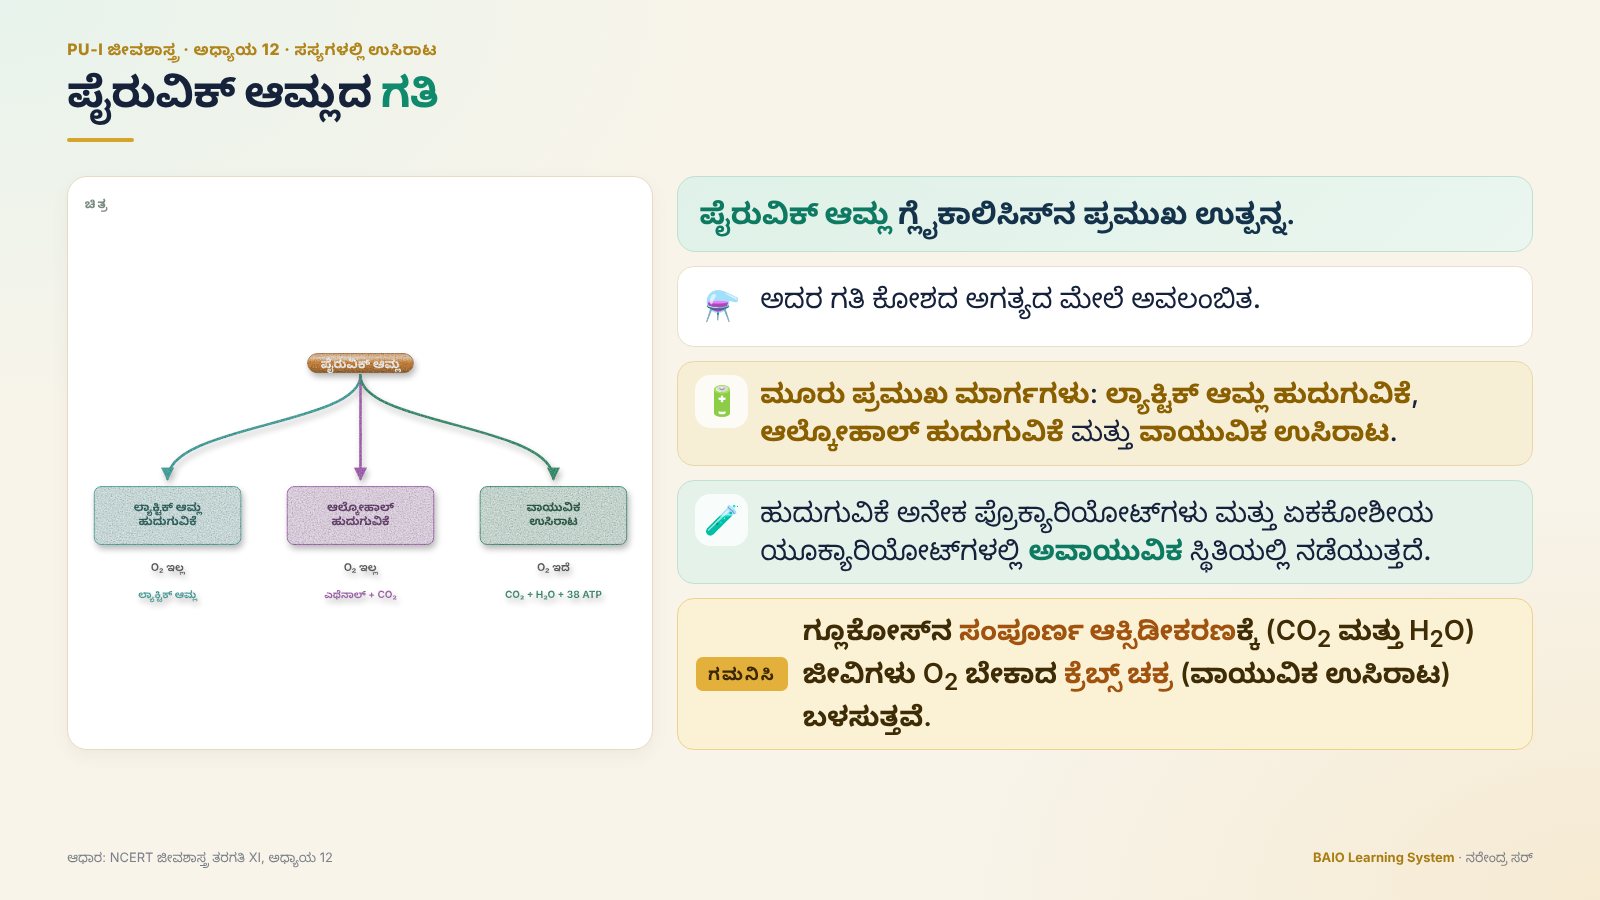 PU-I ಜೀವಶಾಸ್ತ್ರ · ಅಧ್ಯಾಯ 12 · ಸಸ್ಯಗಳಲ್ಲಿ ಉಸಿರಾಟ
ಪೈರುವಿಕ್ ಆಮ್ಲದ ಗತಿ
ಚಿತ್ರ
ಪೈರುವಿಕ್ ಆಮ್ಲ
ಲ್ಯಾಕ್ಟಿಕ್ ಆಮ್ಲ
ಹುದುಗುವಿಕೆ
ಆಲ್ಕೋಹಾಲ್
ಹುದುಗುವಿಕೆ
ವಾಯುವಿಕ
ಉಸಿರಾಟ
O₂ ಇಲ್ಲ
O₂ ಇಲ್ಲ
O₂ ಇದೆ
ಲ್ಯಾಕ್ಟಿಕ್ ಆಮ್ಲ
ಎಥೆನಾಲ್ + CO₂
CO₂ + H₂O + 38 ATP
ಪೈರುವಿಕ್ ಆಮ್ಲ ಗ್ಲೈಕಾಲಿಸಿಸ್‌ನ ಪ್ರಮುಖ ಉತ್ಪನ್ನ.
ಅದರ ಗತಿ ಕೋಶದ ಅಗತ್ಯದ ಮೇಲೆ ಅವಲಂಬಿತ.
ಮೂರು ಪ್ರಮುಖ ಮಾರ್ಗಗಳು: ಲ್ಯಾಕ್ಟಿಕ್ ಆಮ್ಲ ಹುದುಗುವಿಕೆ,
ಆಲ್ಕೋಹಾಲ್ ಹುದುಗುವಿಕೆ ಮತ್ತು ವಾಯುವಿಕ ಉಸಿರಾಟ.
ಹುದುಗುವಿಕೆ ಅನೇಕ ಪ್ರೊಕ್ಯಾರಿಯೋಟ್‌ಗಳು ಮತ್ತು ಏಕಕೋಶೀಯ
ಯೂಕ್ಯಾರಿಯೋಟ್‌ಗಳಲ್ಲಿ ಅವಾಯುವಿಕ ಸ್ಥಿತಿಯಲ್ಲಿ ನಡೆಯುತ್ತದೆ.
ಗಮನಿಸಿ
ಗ್ಲೂಕೋಸ್‌ನ ಸಂಪೂರ್ಣ ಆಕ್ಸಿಡೀಕರಣಕ್ಕೆ (CO₂ ಮತ್ತು H₂O)
ಜೀವಿಗಳು O₂ ಬೇಕಾದ ಕ್ರೆಬ್ಸ್ ಚಕ್ರ (ವಾಯುವಿಕ ಉಸಿರಾಟ)
ಬಳಸುತ್ತವೆ.
ಆಧಾರ: NCERT ಜೀವಶಾಸ್ತ್ರ ತರಗತಿ XI, ಅಧ್ಯಾಯ 12
BAIO Learning System · ನರೇಂದ್ರ ಸರ್